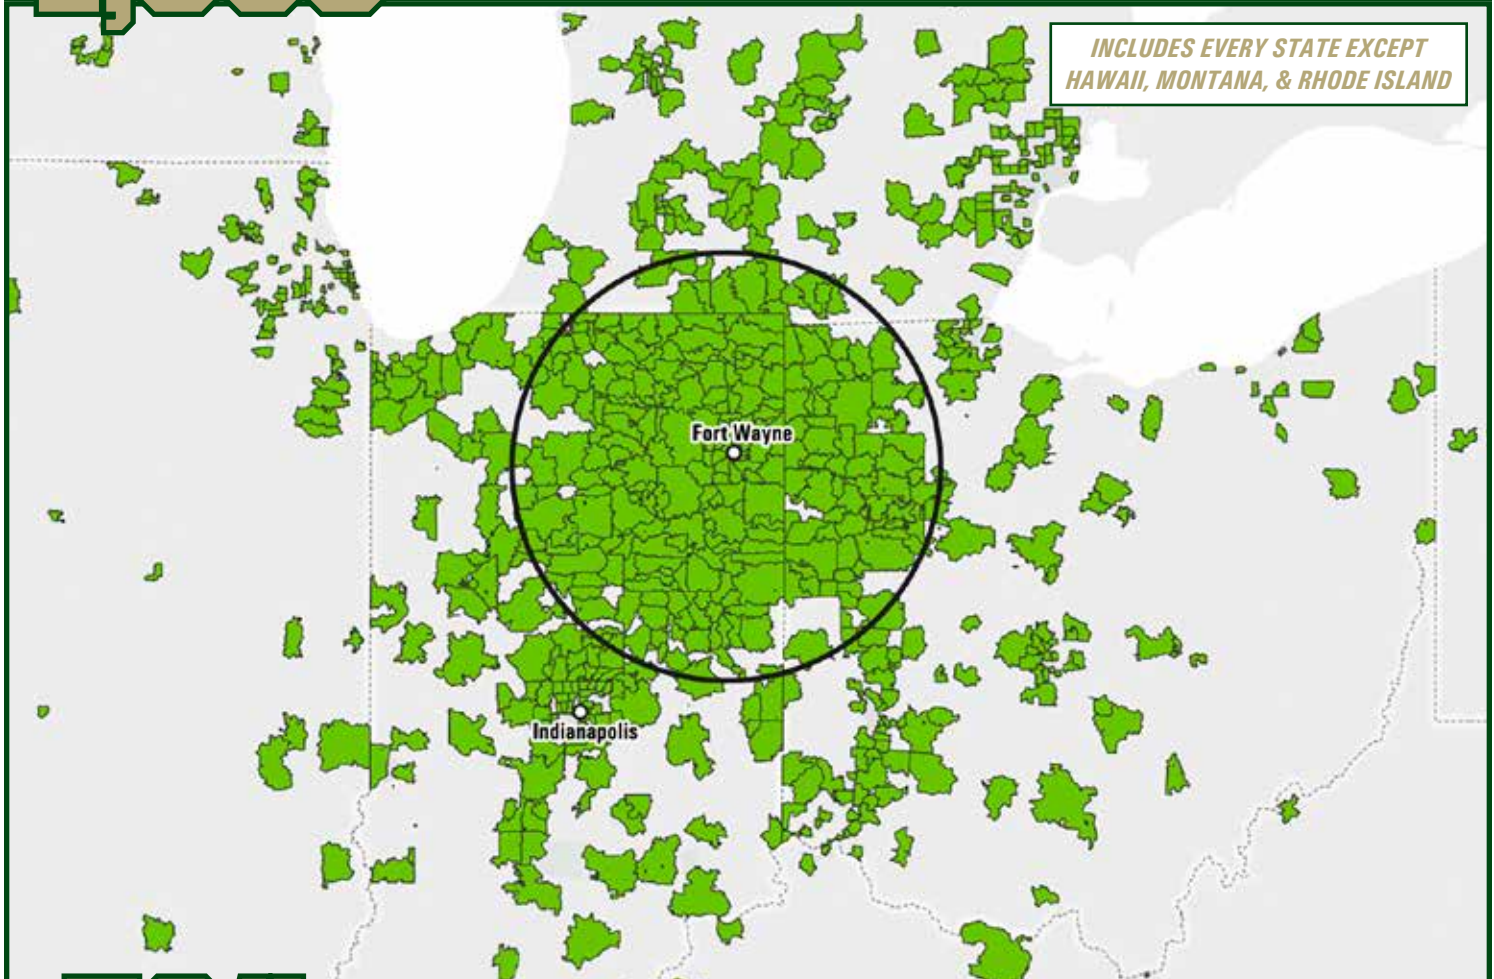 INCLUDES EVERY STATE EXCEPT
HAWAII, MONTANA, & RHODE ISLAND
Fort Wayne
Indianapolis